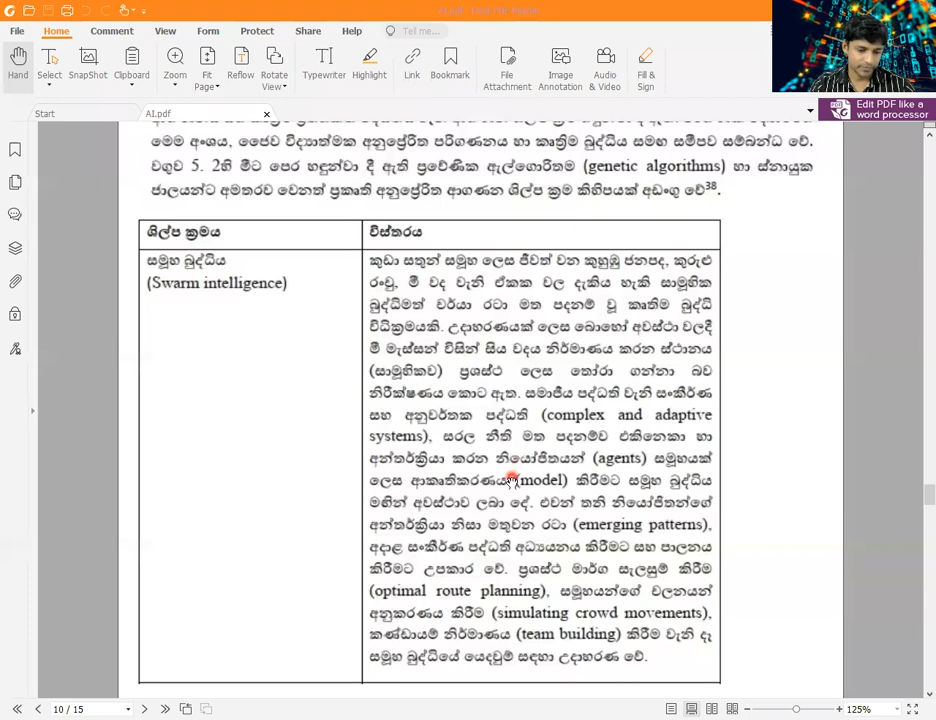 AI.pdf - Foxit PDF Reader
File Home Comment View Form Protect Share Help Tell me...
Hand Select SnapShot Clipboard Zoom Fit Page Reflow Rotate View Typewriter Highlight Link Bookmark File Attachment Image Annotation Audio & Video Fill & Sign
Start AI.pdf
Edit PDF like a word processor
මෙම අංශය, ජෛව විද්‍යාත්මක අනුප්‍රේරිත පරිගණනය හා කෘත්‍රිම බුද්ධිය සමඟ සමීපව සම්බන්ධ වේ.
වගුව 5. 2හි මීට පෙර හඳුන්වා දී ඇති ප්‍රවේණික ඇල්ගොරිතම (genetic algorithms) හා ස්නායුක
ජාලයන්ට අමතරව වෙනත් ප්‍රකෘති අනුප්‍රේරිත ආගණන ශිල්ප ක්‍රම කිහිපයක් අඩංගු වේ38.
ශිල්ප ක්‍රමය
විස්තරය
සමූහ බුද්ධිය
(Swarm intelligence)
කුඩා සතුන් සමූහ ලෙස ජීවත් වන කුහුඹු ජනපද, කුරුළු
රංචු, මී වද වැනි ඒකක වල දැකිය හැකි සාමූහික
බුද්ධිමත් චර්යා රටා මත පදනම් වූ කෘතිම බුද්ධි
විධික්‍රමයකි. උදාහරණයක් ලෙස බොහෝ අවස්ථා වලදී
මී මැස්සන් විසින් සිය වදය නිර්මාණය කරන ස්ථානය
(සාමූහිකව) ප්‍රශස්ථ ලෙස තෝරා ගන්නා බව
නිරීක්ෂණය කොට ඇත. සමාජීය පද්ධති වැනි සංකීර්ණ
සහ අනුවර්තක පද්ධති (complex and adaptive
systems), සරල නීති මත පදනම්ව එකිනෙකා හා
අන්තර්ක්‍රියා කරන නියෝජිතයන් (agents) සමූහයක්
ලෙස ආකෘතිකරණය (model) කිරීමට සමූහ බුද්ධිය
මඟින් අවස්ථාව ලබා දේ. එවන් තනි නියෝජිතන්ගේ
අන්තර්ක්‍රියා නිසා මතුවන රටා (emerging patterns),
අදාළ සංකීර්ණ පද්ධති අධ්‍යයනය කිරීමට සහ පාලනය
කිරීමට උපකාර වේ. ප්‍රශස්ථ මාර්ග සැලසුම් කිරීම
(optimal route planning), සමූහයන්ගේ චලනයන්
අනුකරණය කිරීම (simulating crowd movements),
කණ්ඩායම් නිර්මාණය (team building) කිරීම වැනි දෑ
සමූහ බුද්ධියේ යෙදවුම් සඳහා උදාහරණ වේ.
10 / 15
125%